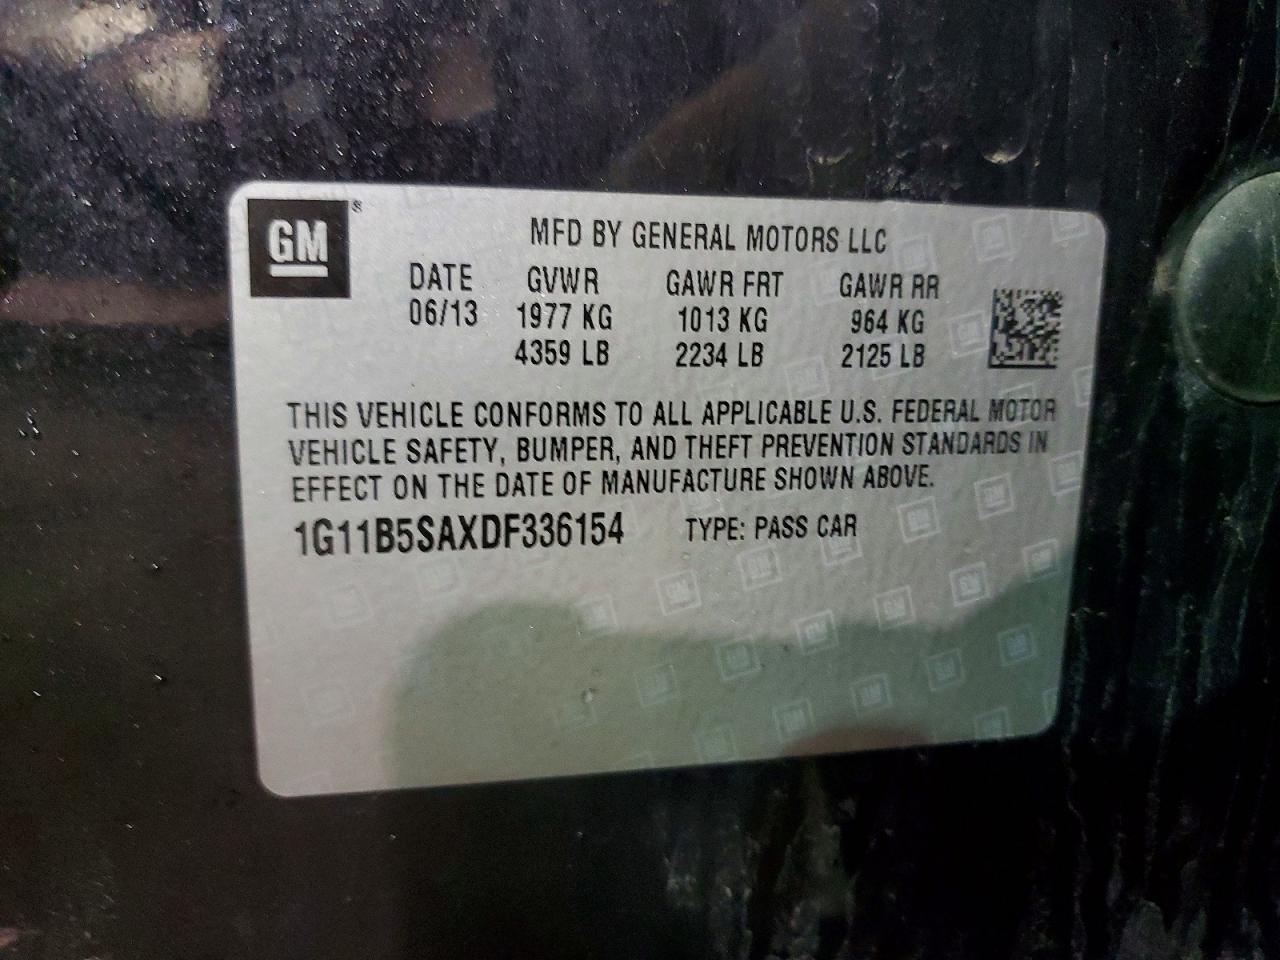 GM®
MFD BY GENERAL MOTORS LLC
DATE GVWR GAWR FRT GAWR RR
06/13 1977 KG 1013 KG 964 KG
4359 LB 2234 LB 2125 LB
THIS VEHICLE CONFORMS TO ALL APPLICABLE U.S. FEDERAL MOTOR
VEHICLE SAFETY, BUMPER, AND THEFT PREVENTION STANDARDS IN
EFFECT ON THE DATE OF MANUFACTURE SHOWN ABOVE.
1G11B5SAXDF336154 TYPE: PASS CAR